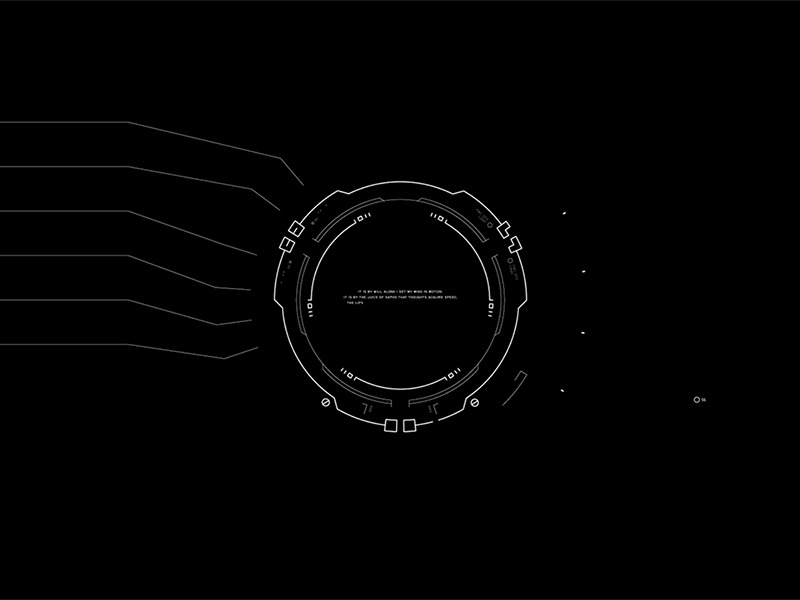 IT IS BY WILL ALONE I SET MY MIND IN MOTION
IT IS BY THE JUICE OF SAPHO THAT THOUGHTS ACQUIRE SPEED,
THE LIPS